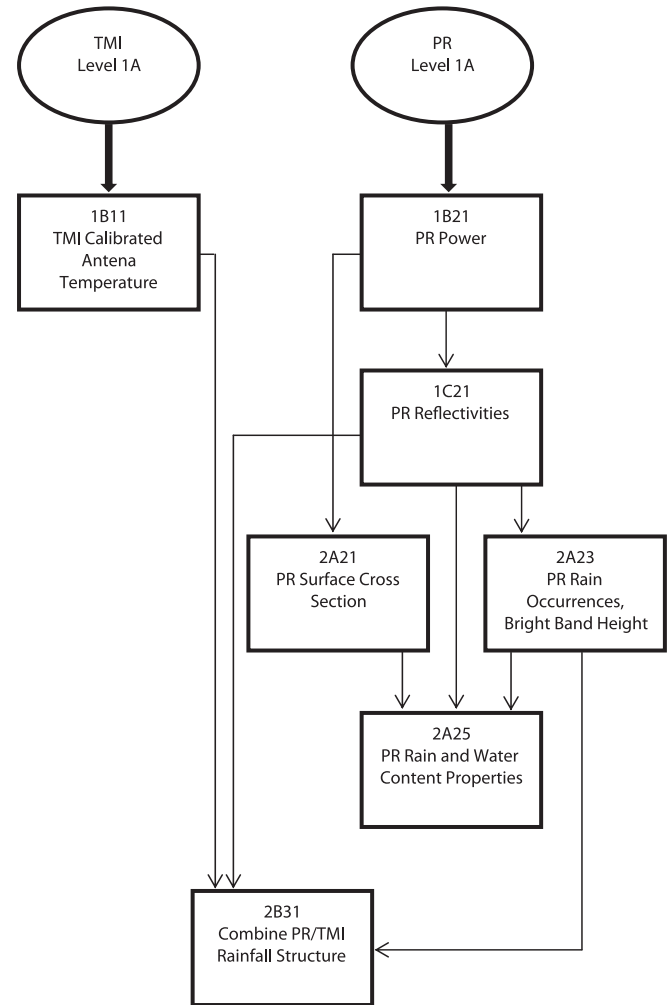 TMI
Level 1A
PR
Level 1A
1B11
TMI Calibrated
Antena
Temperature
1B21
PR Power
1C21
PR Reflectivities
2A21
PR Surface Cross
Section
2A23
PR Rain
Occurrences,
Bright Band Height
2A25
PR Rain and Water
Content Properties
2B31
Combine PR/TMI
Rainfall Structure